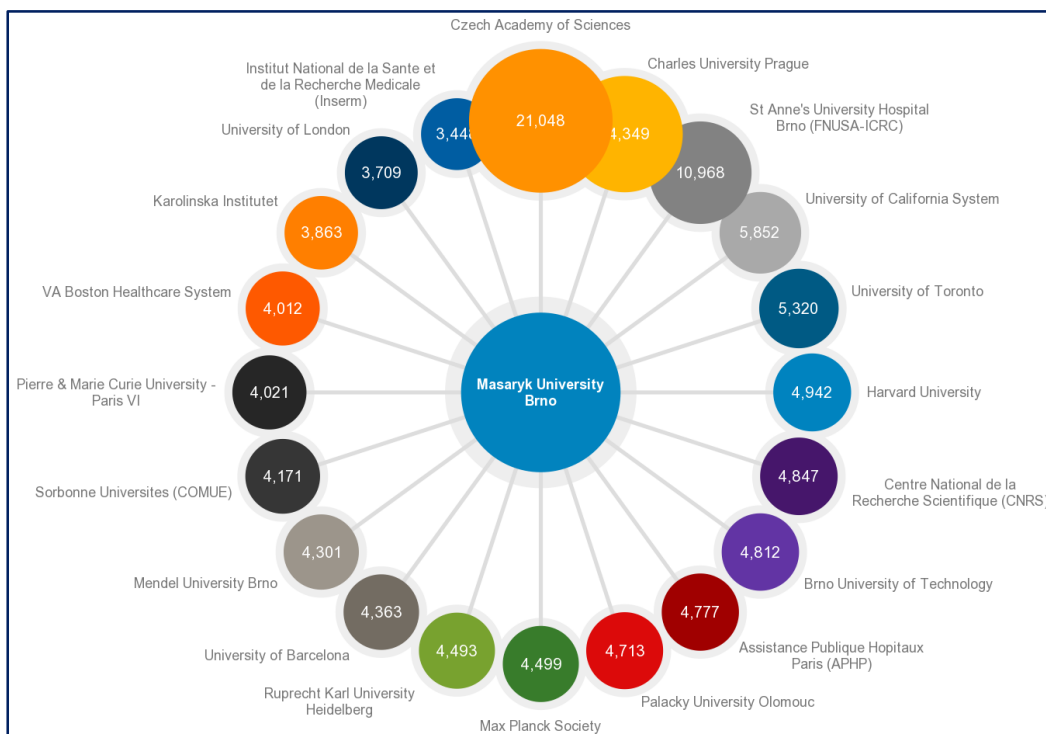 Czech Academy of Sciences
21,048
Charles University Prague
4,349
St Anne's University Hospital
Brno (FNUSA-ICRC)
10,968
University of California System
5,852
University of Toronto
5,320
Harvard University
4,942
Centre National de la
Recherche Scientifique (CNRS)
4,847
Brno University of Technology
4,812
Assistance Publique Hopitaux
Paris (APHP)
4,777
Palacky University Olomouc
4,713
Max Planck Society
4,499
Ruprecht Karl University
Heidelberg
4,493
University of Barcelona
4,363
Mendel University Brno
4,301
Sorbonne Universites (COMUE)
4,171
Pierre & Marie Curie University -
Paris VI
4,021
VA Boston Healthcare System
4,012
Karolinska Institutet
3,863
University of London
3,709
Institut National de la Sante et
de la Recherche Medicale
(Inserm)
3,448
Masaryk University
Brno